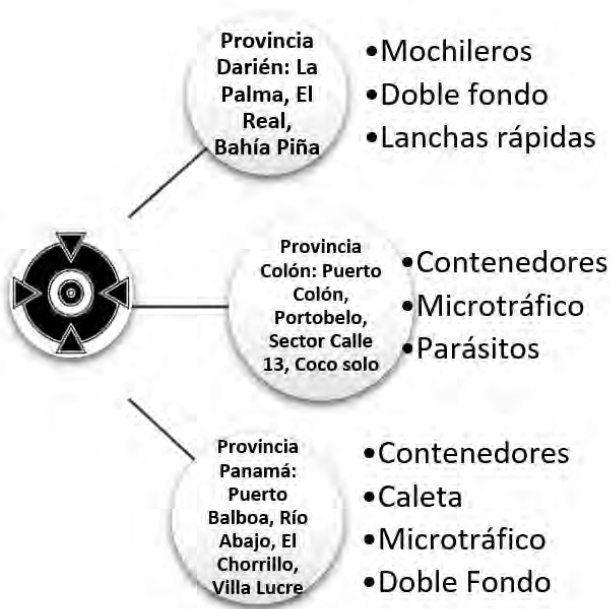 Provincia
Darién: La
Palma, El
Real,
Bahía Piña
•Mochileros
•Doble fondo
•Lanchas rápidas
Provincia
Colón: Puerto
Colón,
Portobelo,
Sector Calle
13, Coco solo
•Contenedores
•Microtráfico
•Parásitos
Provincia
Panamá:
Puerto
Balboa, Río
Abajo, El
Chorrillo,
Villa Lucre
•Contenedores
•Caleta
•Microtráfico
•Doble Fondo